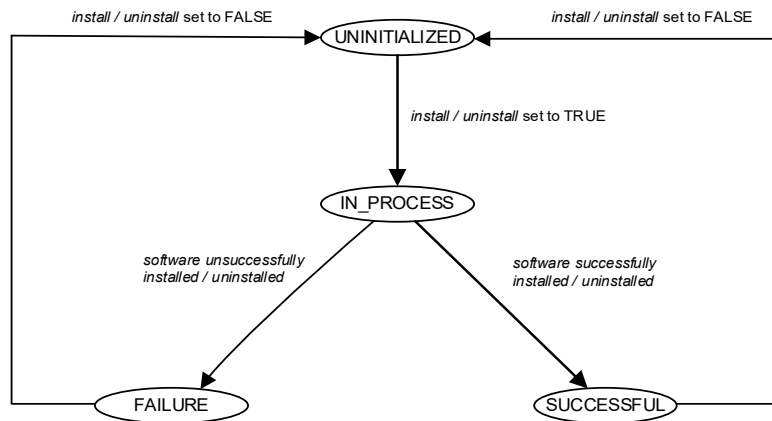 install / uninstall set to FALSE
install / uninstall set to FALSE
UNINITIALIZED
install / uninstall set to TRUE
IN_PROCESS
software unsuccessfully
installed / uninstalled
software successfully
installed / uninstalled
FAILURE
SUCCESSFUL